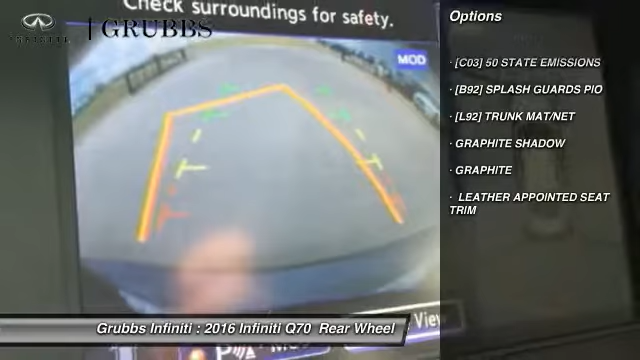 Check surroundings for safety.
INFINITI | GRUBBS
MOD
Options
· [C03] 50 STATE EMISSIONS
· [B92] SPLASH GUARDS PIO
· [L92] TRUNK MAT/NET
· GRAPHITE SHADOW
· GRAPHITE
· LEATHER APPOINTED SEAT
TRIM
View
Grubbs Infiniti : 2016 Infiniti Q70 Rear Wheel